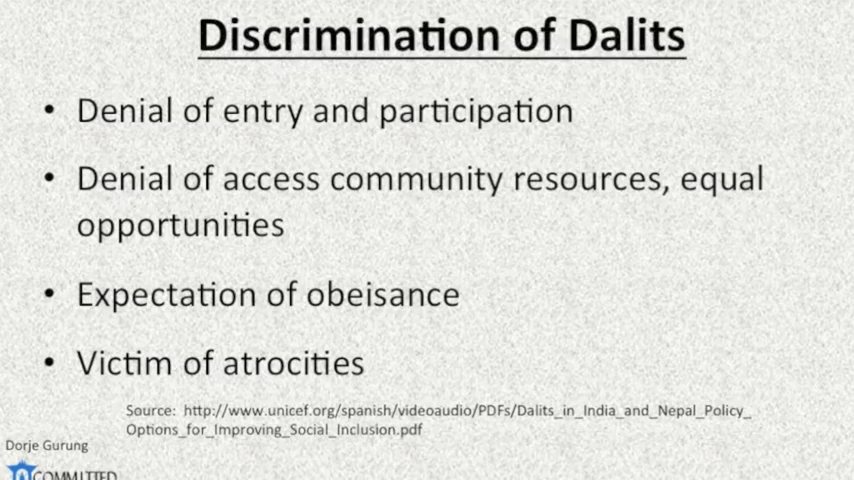 Discrimination of Dalits
• Denial of entry and participation
• Denial of access community resources, equal
opportunities
• Expectation of obeisance
• Victim of atrocities
Source: http://www.unicef.org/spanish/videoaudio/PDFs/Dalits_in_India_and_Nepal_Policy_
Options_for_Improving_Social_Inclusion.pdf
Dorje Gurung
COMMITTED